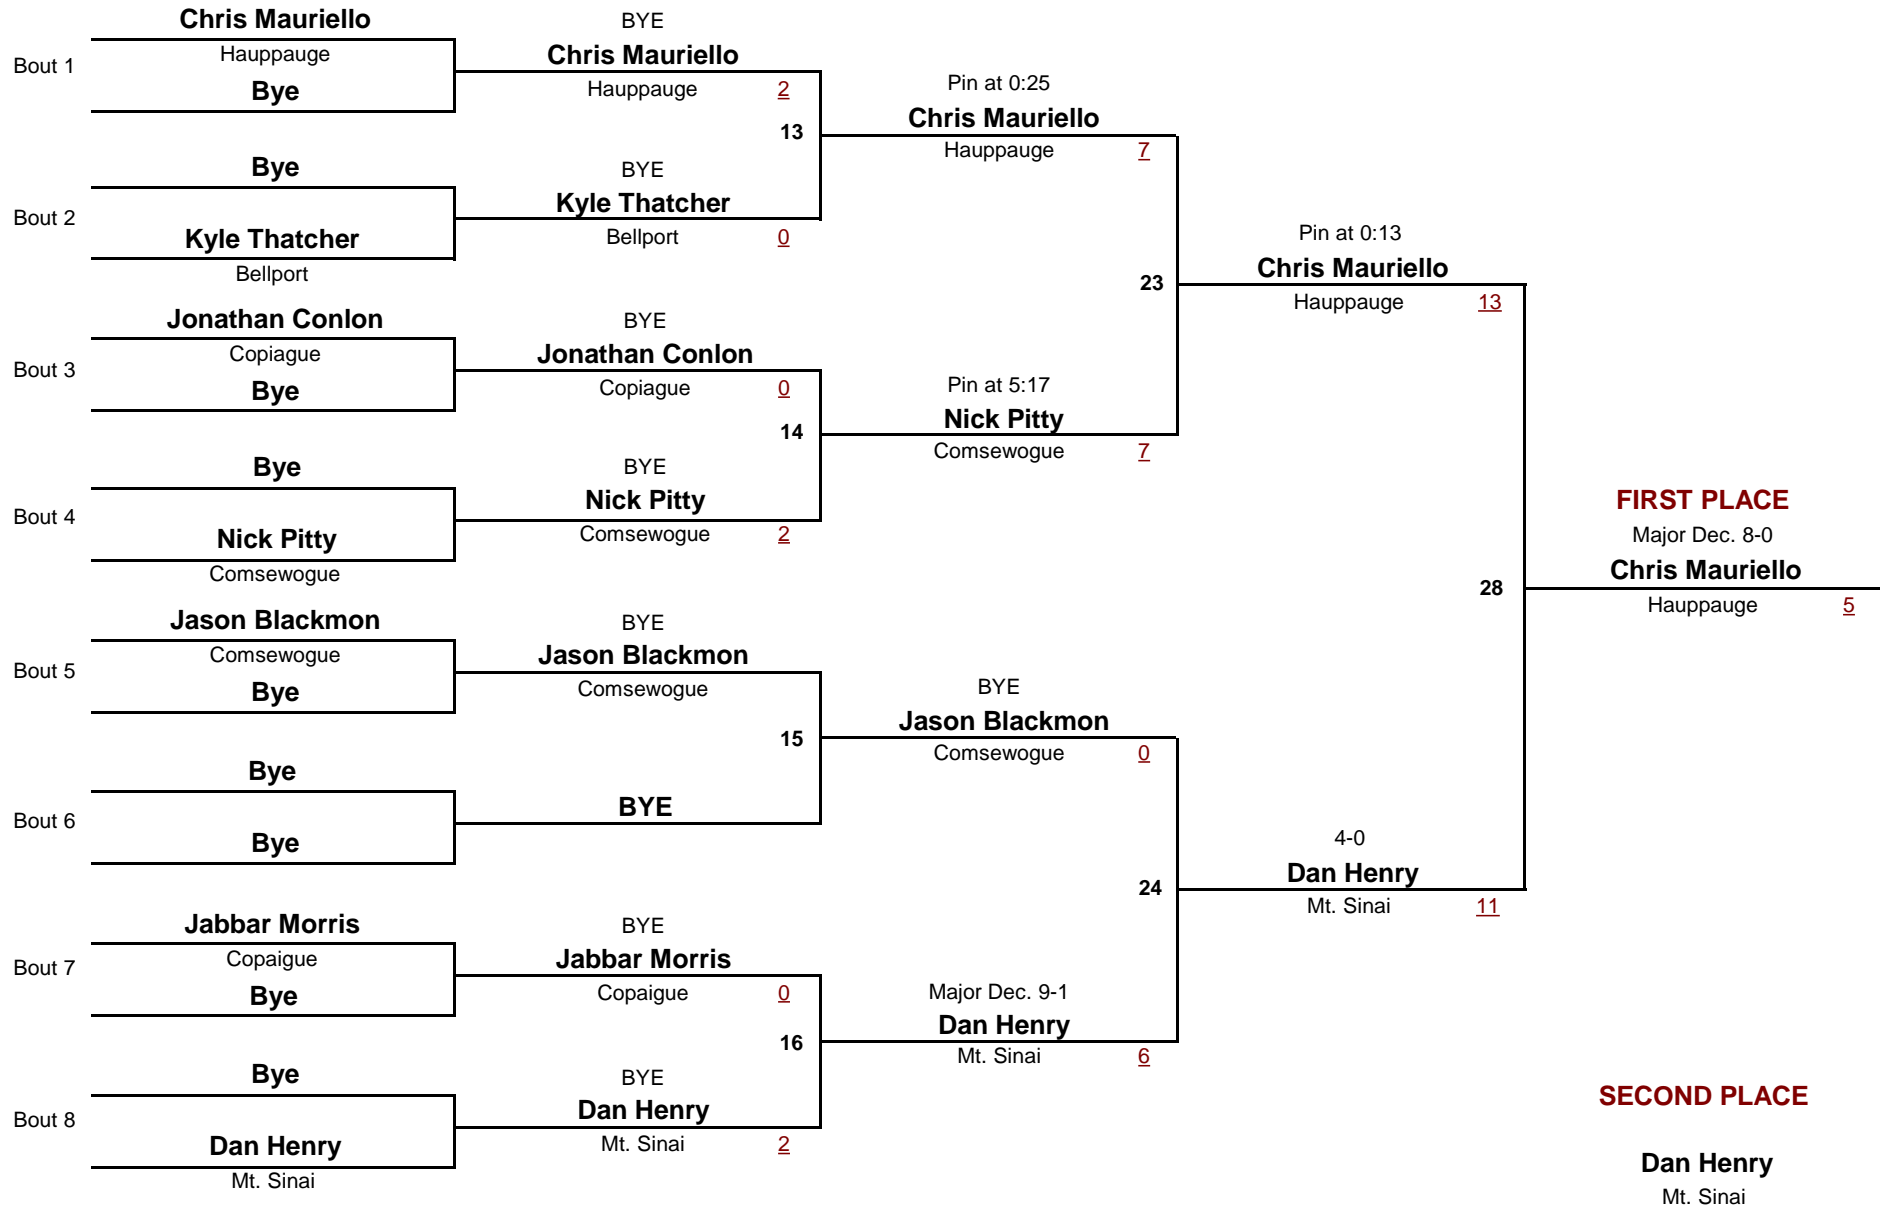 Chris Mauriello
Bout 1
Hauppauge
Bye
Bye
Bout 2
Kyle Thatcher
Bellport
Jonathan Conlon
Bout 3
Copiague
Bye
Bye
Bout 4
Nick Pitty
Comsewogue
Jason Blackmon
Bout 5
Comsewogue
Bye
Bye
Bout 6
Bye
Jabbar Morris
Bout 7
Copaigue
Bye
Bye
Bout 8
Dan Henry
Mt. Sinai
BYE
Chris Mauriello
Hauppauge 2
13
BYE
Kyle Thatcher
Bellport 0
BYE
Jonathan Conlon
Copiague 0
14
BYE
Nick Pitty
Comsewogue 2
BYE
Jason Blackmon
Comsewogue
15
BYE
BYE
Jabbar Morris
Copaigue 0
16
BYE
Dan Henry
Mt. Sinai 2
Pin at 0:25
Chris Mauriello
Hauppauge 7
23
Pin at 5:17
Nick Pitty
Comsewogue 7
BYE
Jason Blackmon
Comsewogue 0
24
Major Dec. 9-1
Dan Henry
Mt. Sinai 6
Pin at 0:13
Chris Mauriello
Hauppauge 13
28
4-0
Dan Henry
Mt. Sinai 11
FIRST PLACE
Major Dec. 8-0
Chris Mauriello
Hauppauge 5
SECOND PLACE
Dan Henry
Mt. Sinai